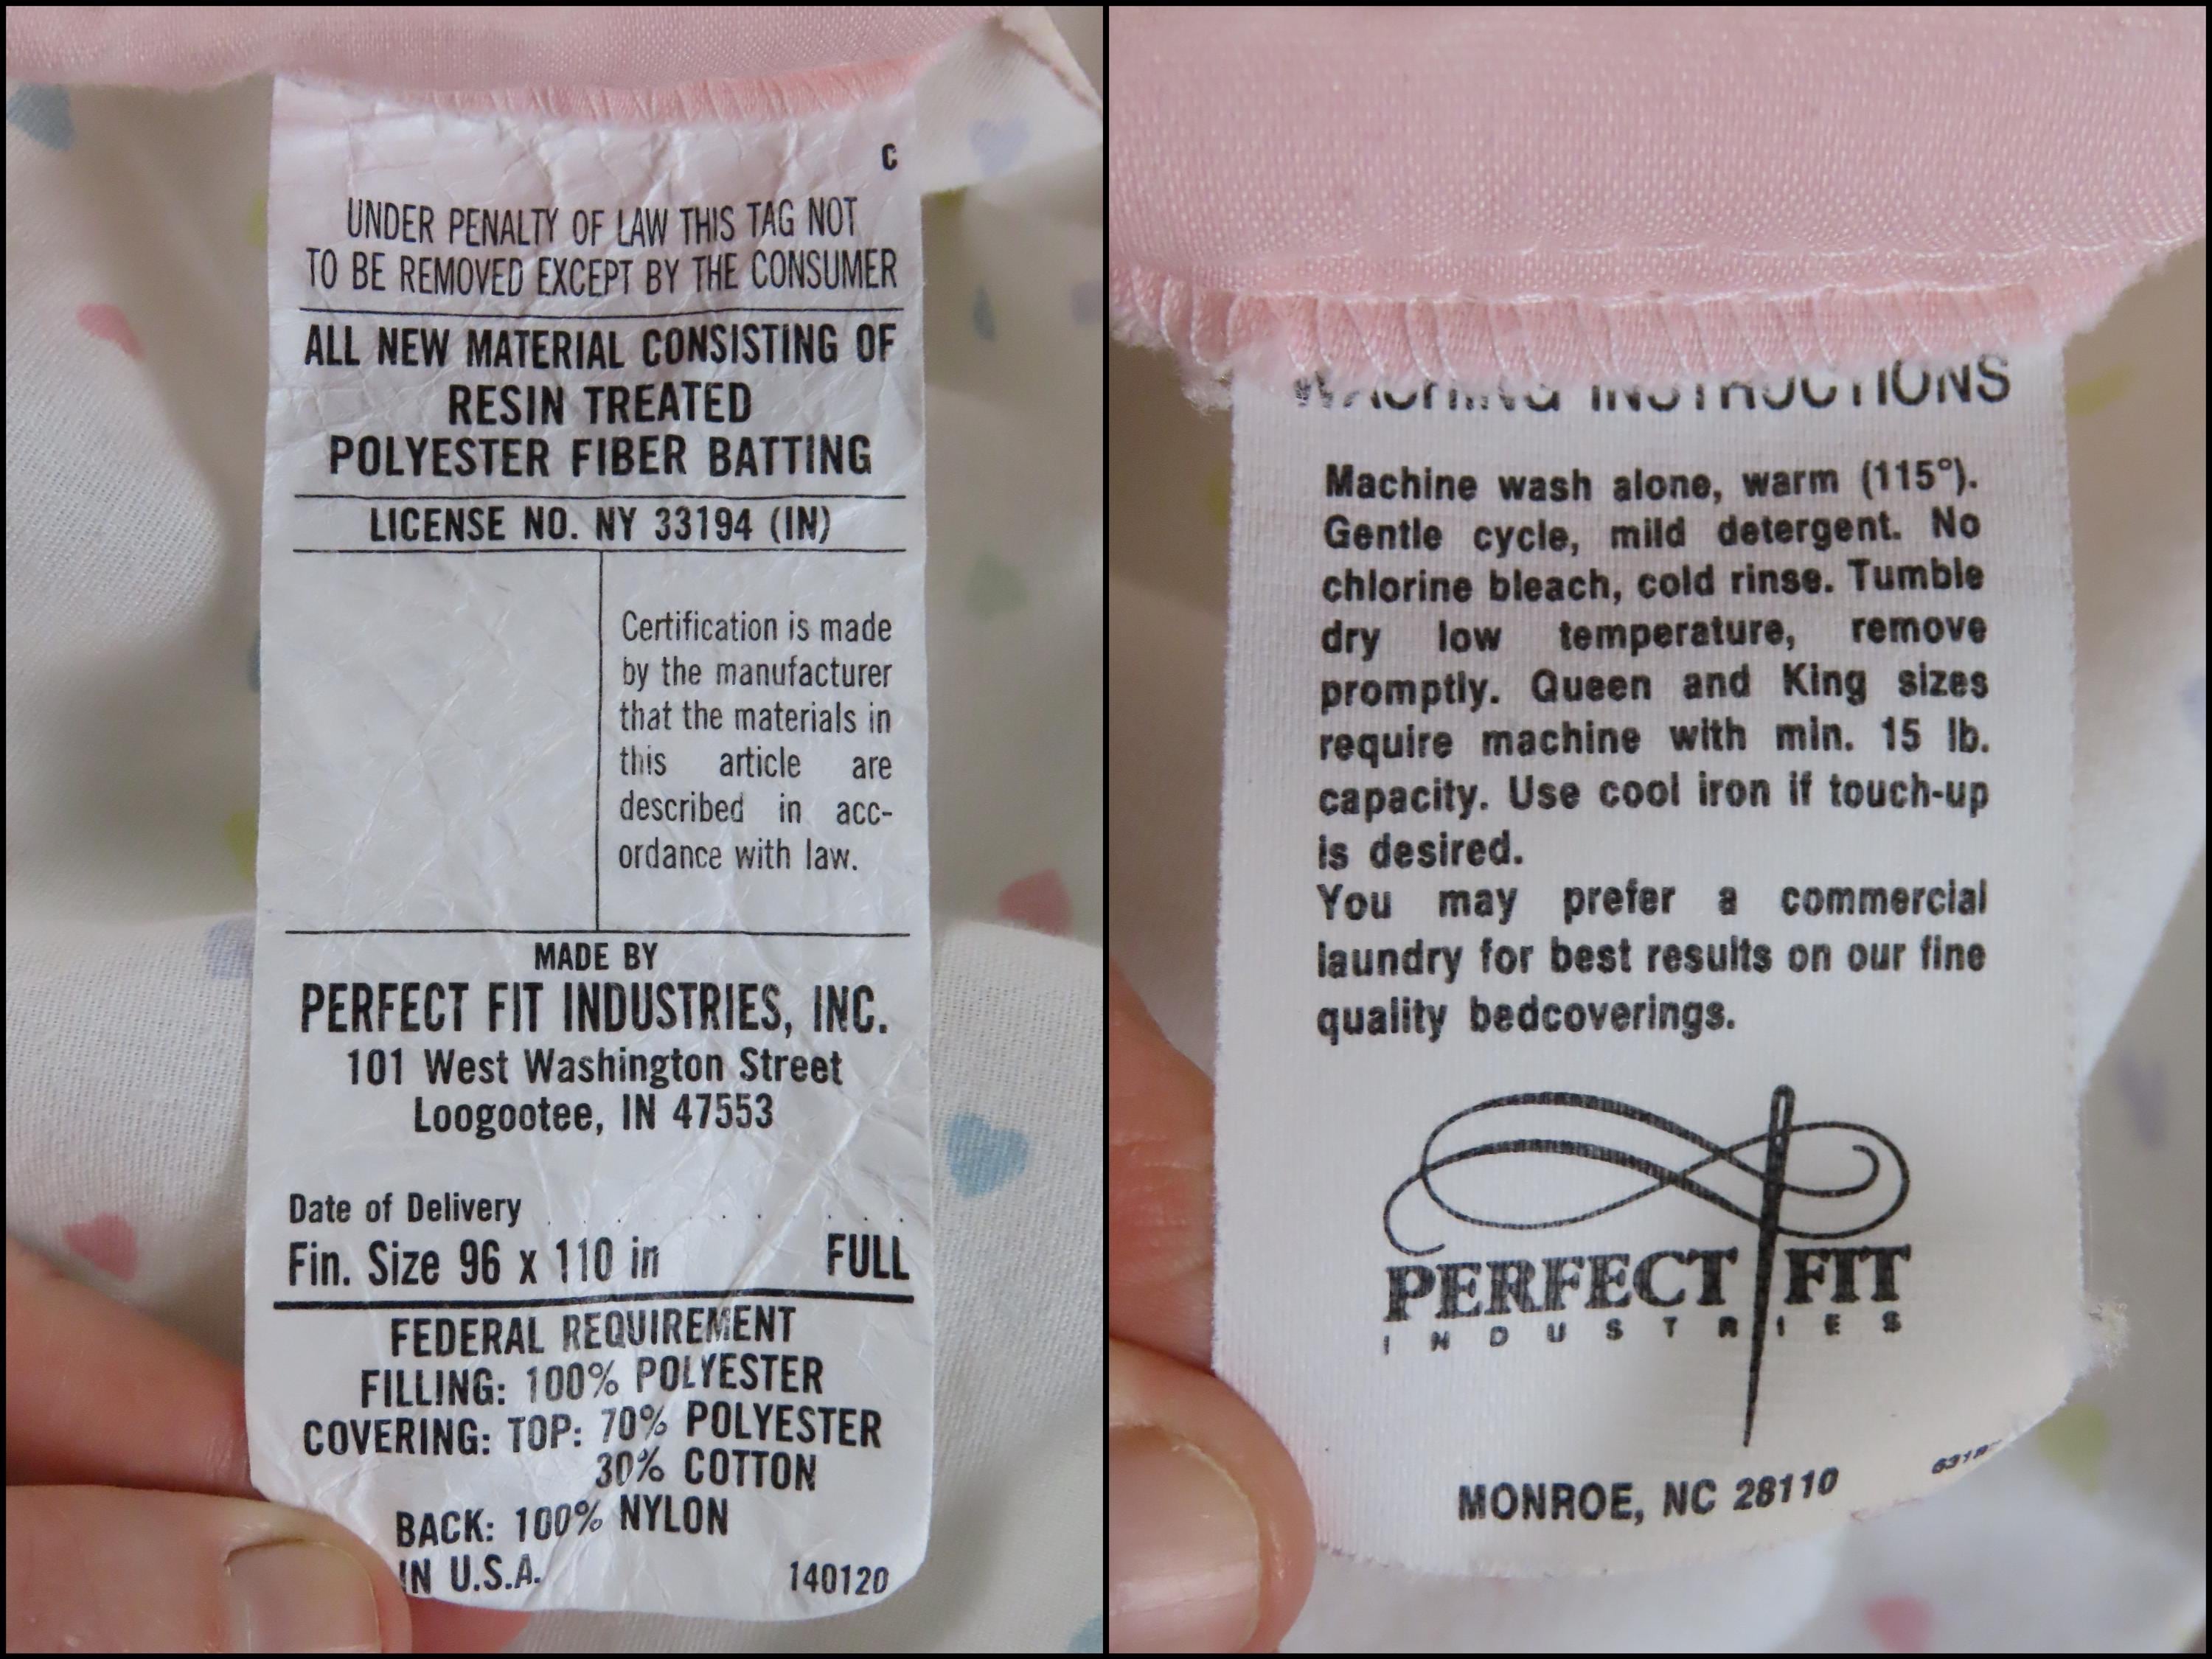 C
UNDER PENALTY OF LAW THIS TAG NOT
TO BE REMOVED EXCEPT BY THE CONSUMER
ALL NEW MATERIAL CONSISTING OF
RESIN TREATED
POLYESTER FIBER BATTING
LICENSE NO. NY 33194 (IN)
Certification is made
by the manufacturer
that the materials in
this article are
described in acc-
ordance with law.
MADE BY
PERFECT FIT INDUSTRIES, INC.
101 West Washington Street
Loogootee, IN 47553
Date of Delivery . . . . . . . .
Fin. Size 96 x 110 in FULL
FEDERAL REQUIREMENT
FILLING: 100% POLYESTER
COVERING: TOP: 70% POLYESTER
30% COTTON
BACK: 100% NYLON
IN U.S.A. 140120
WASHING INSTRUCTIONS
Machine wash alone, warm (115°).
Gentle cycle, mild detergent. No
chlorine bleach, cold rinse. Tumble
dry low temperature, remove
promptly. Queen and King sizes
require machine with min. 15 lb.
capacity. Use cool iron if touch-up
is desired.
You may prefer a commercial
laundry for best results on our fine
quality bedcoverings.
PERFECT FIT
INDUSTRIES
MONROE, NC 28110